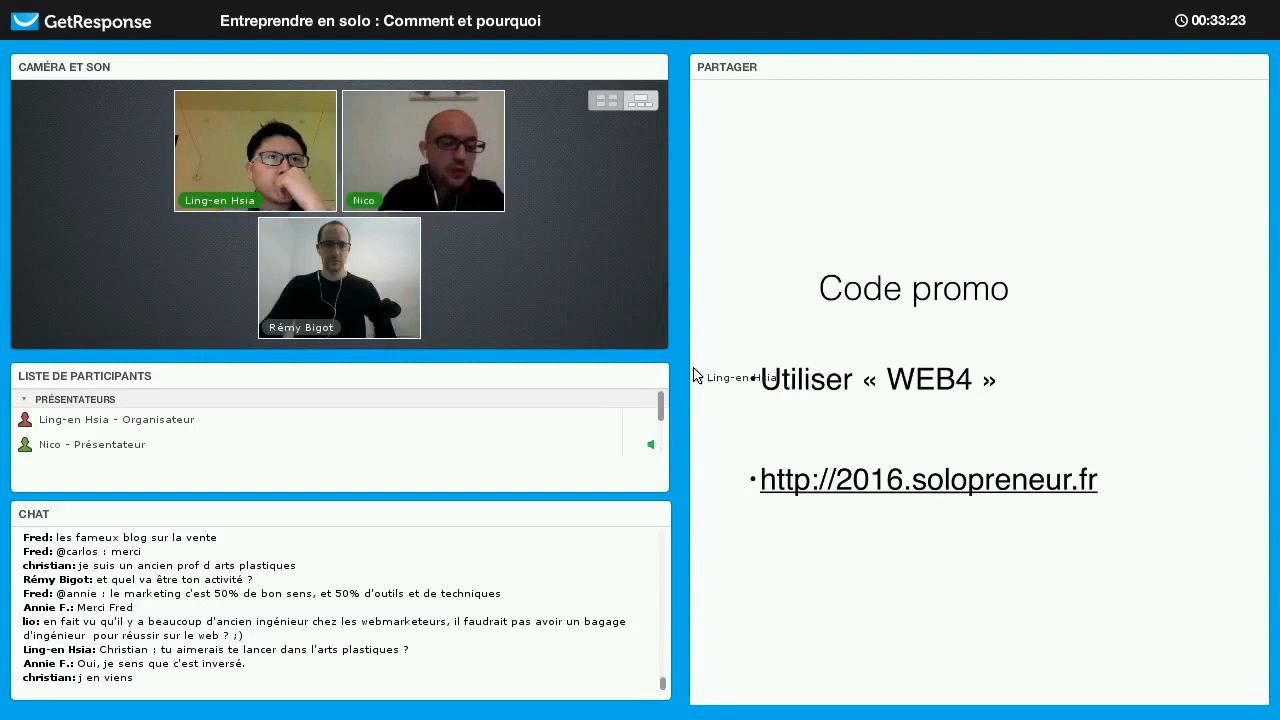 GetResponse
Entreprendre en solo : Comment et pourquoi
00:33:23
CAMÉRA ET SON
Ling-en Hsia
Nico
Rémy Bigot
LISTE DE PARTICIPANTS
PRÉSENTATEURS
Ling-en Hsia - Organisateur
Nico - Présentateur
CHAT
Fred: les fameux blog sur la vente
Fred: @carlos : merci
christian: je suis un ancien prof d arts plastiques
Rémy Bigot: et quel va être ton activité ?
Fred: @annie : le marketing c'est 50% de bon sens, et 50% d'outils et de techniques
Annie F.: Merci Fred
lio: en fait vu qu'il y a beaucoup d'ancien ingénieur chez les webmarketeurs, il faudrait pas avoir un bagage
d'ingénieur  pour réussir sur le web ? ;)
Ling-en Hsia: Christian : tu aimerais te lancer dans l'arts plastiques ?
Annie F.: Oui, je sens que c'est inversé.
christian: j en viens
PARTAGER
Code promo
Ling-en Hsia
• Utiliser « WEB4 »
• http://2016.solopreneur.fr